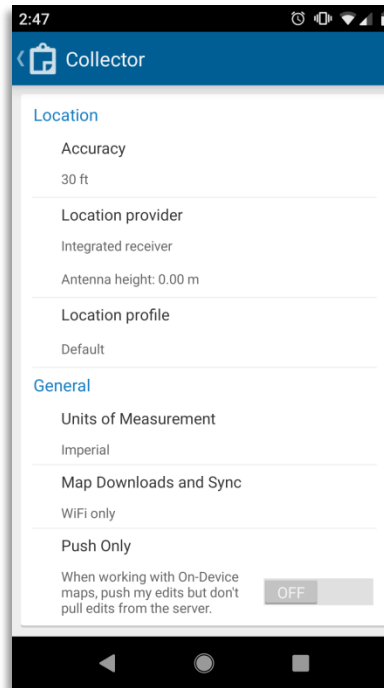 2:47
Collector
Location
Accuracy
30 ft
Location provider
Integrated receiver
Antenna height: 0.00 m
Location profile
Default
General
Units of Measurement
Imperial
Map Downloads and Sync
WiFi only
Push Only
When working with On-Device
maps, push my edits but don't
pull edits from the server.
OFF